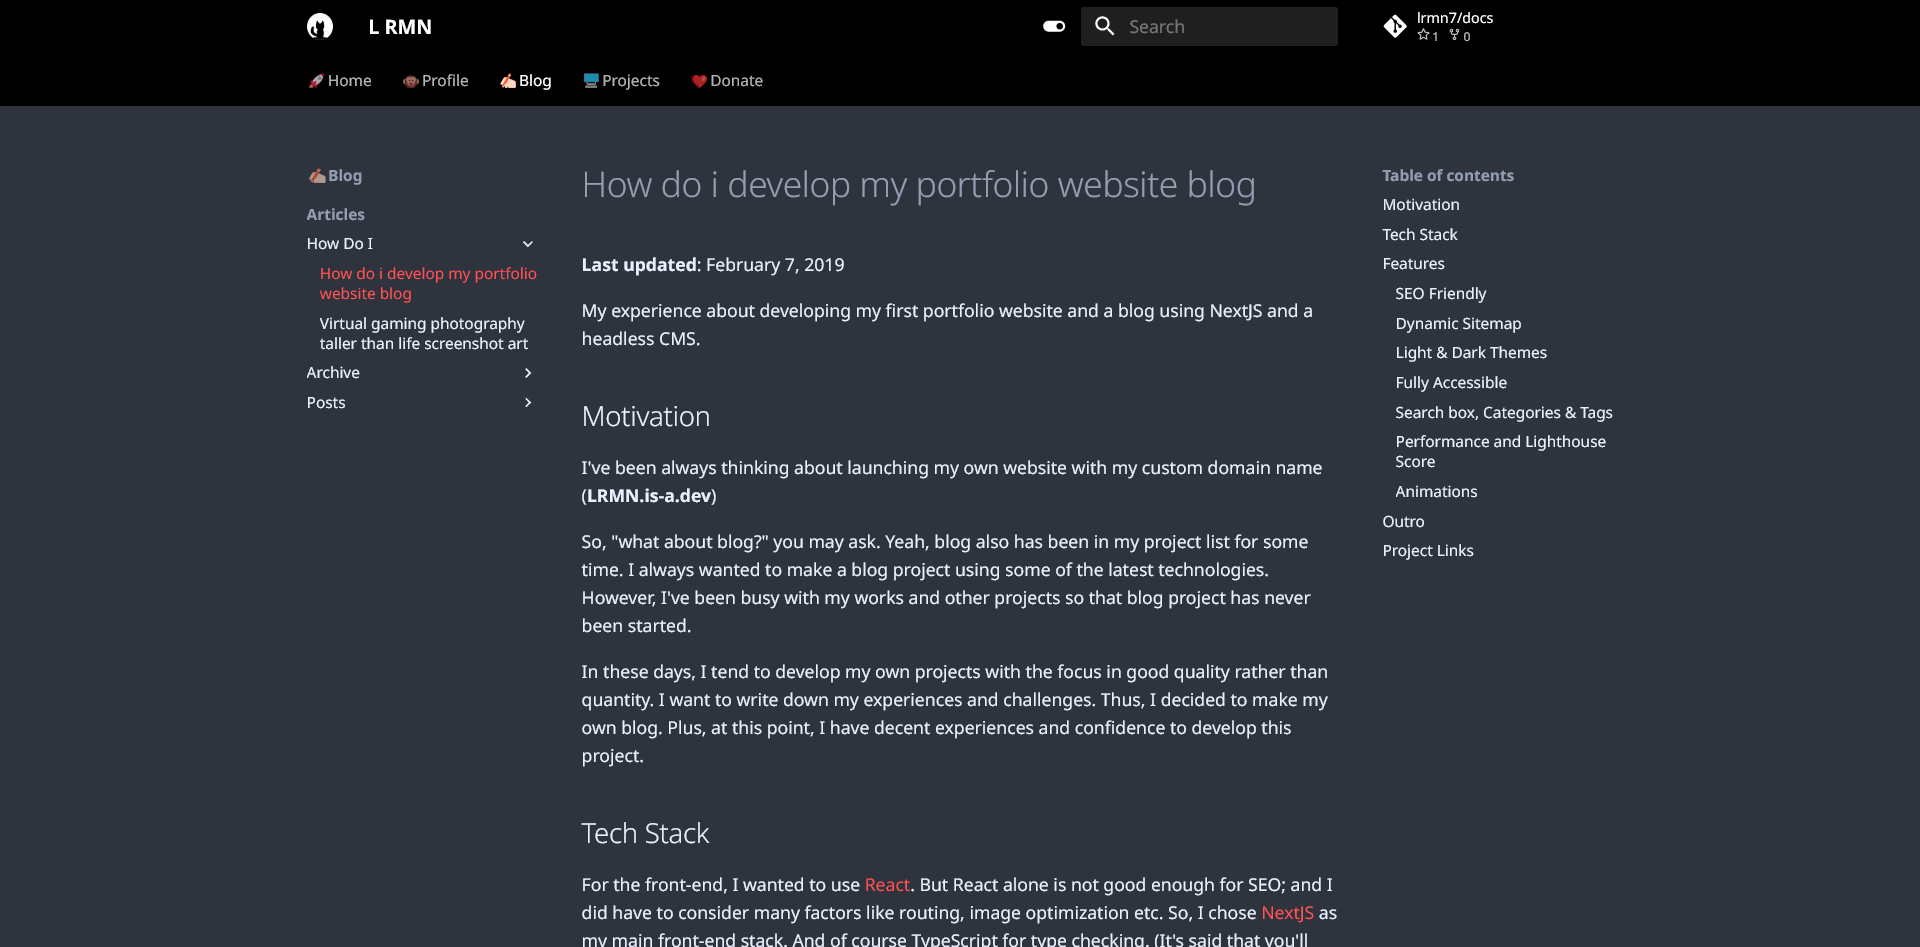 L RMN
Search
lrmn7/docs
1 0
Home Profile Blog Projects Donate
Blog
Articles
How Do I
How do i develop my portfolio
website blog
Virtual gaming photography
taller than life screenshot art
Archive
Posts
How do i develop my portfolio website blog
Last updated: February 7, 2019
My experience about developing my first portfolio website and a blog using NextJS and a
headless CMS.
Motivation
I've been always thinking about launching my own website with my custom domain name
(LRMN.is-a.dev)
So, "what about blog?" you may ask. Yeah, blog also has been in my project list for some
time. I always wanted to make a blog project using some of the latest technologies.
However, I've been busy with my works and other projects so that blog project has never
been started.
In these days, I tend to develop my own projects with the focus in good quality rather than
quantity. I want to write down my experiences and challenges. Thus, I decided to make my
own blog. Plus, at this point, I have decent experiences and confidence to develop this
project.
Tech Stack
For the front-end, I wanted to use React. But React alone is not good enough for SEO; and I
did have to consider many factors like routing, image optimization etc. So, I chose NextJS as
my main front-end stack. And of course TypeScript for type checking. (It's said that you'll
Table of contents
Motivation
Tech Stack
Features
SEO Friendly
Dynamic Sitemap
Light & Dark Themes
Fully Accessible
Search box, Categories & Tags
Performance and Lighthouse
Score
Animations
Outro
Project Links